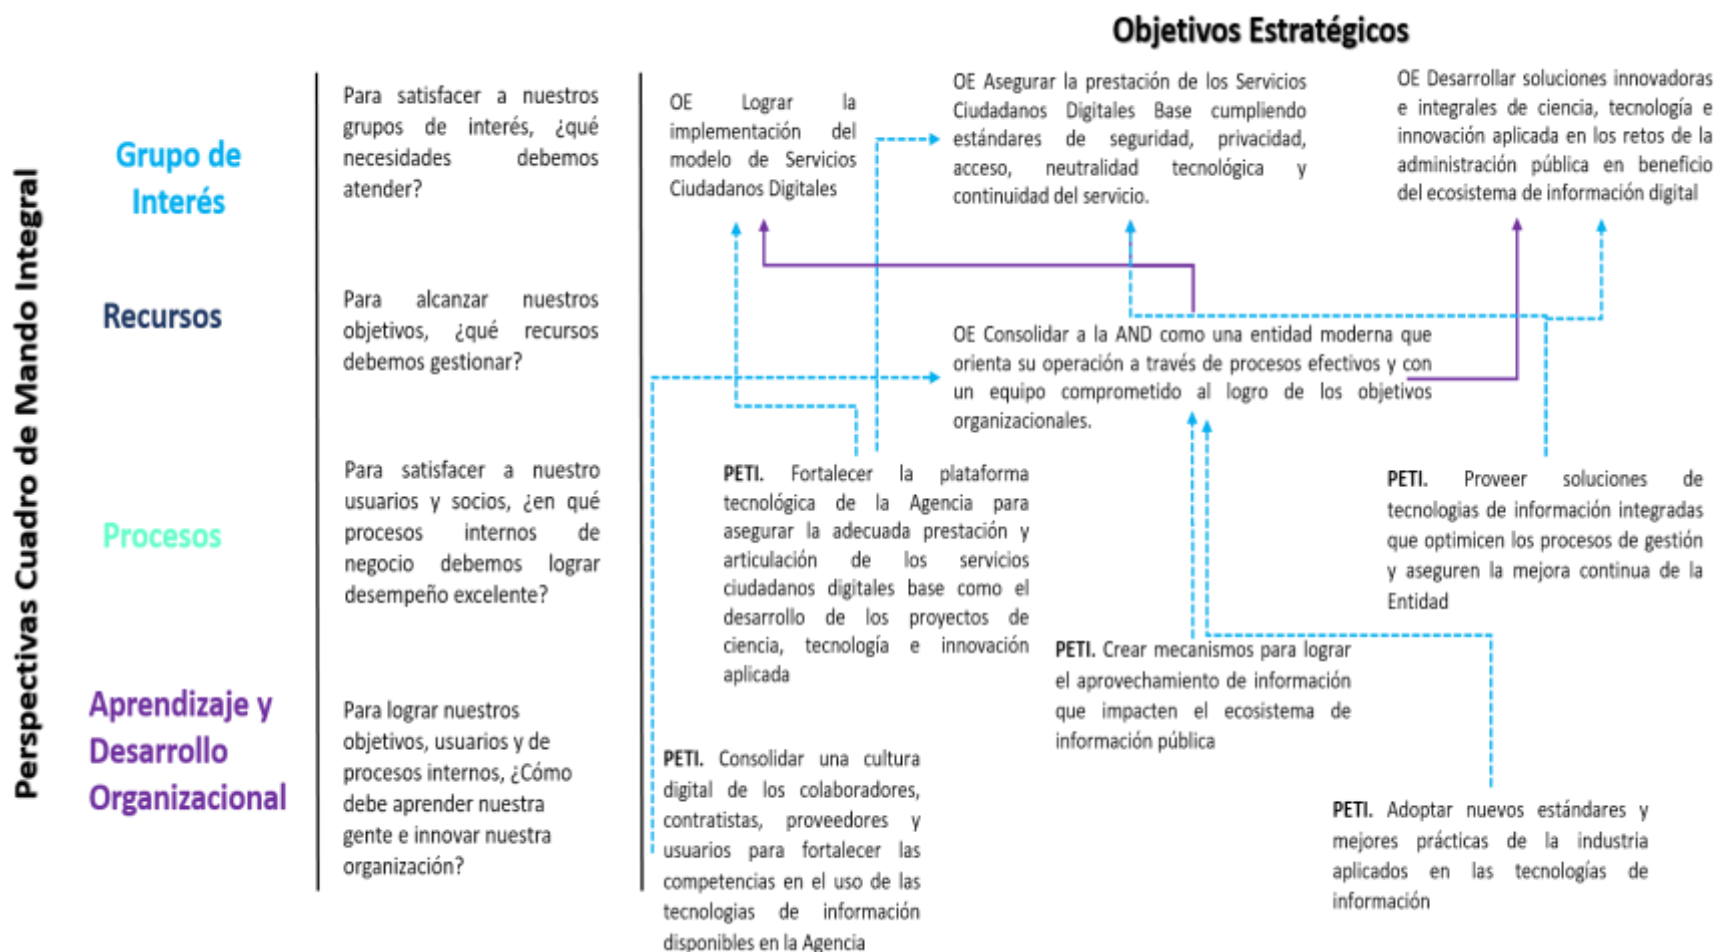 Objetivos Estratégicos
Perspectivas Cuadro de Mando Integral
Grupo de
Interés
Para satisfacer a nuestros
grupos de interés, ¿qué
necesidades debemos
atender?
OE Lograr la
implementación del
modelo de Servicios
Ciudadanos Digitales
OE Asegurar la prestación de los Servicios
Ciudadanos Digitales Base cumpliendo
estándares de seguridad, privacidad,
acceso, neutralidad tecnológica y
continuidad del servicio.
OE Desarrollar soluciones innovadoras
e integrales de ciencia, tecnología e
innovación aplicada en los retos de la
administración pública en beneficio
del ecosistema de información digital
Recursos
Para alcanzar nuestros
objetivos, ¿qué recursos
debemos gestionar?
OE Consolidar a la AND como una entidad moderna que
orienta su operación a través de procesos efectivos y con
un equipo comprometido al logro de los objetivos
organizacionales.
Procesos
Para satisfacer a nuestro
usuarios y socios, ¿en qué
procesos internos de
negocio debemos lograr
desempeño excelente?
PETI. Fortalecer la plataforma
tecnológica de la Agencia para
asegurar la adecuada prestación y
articulación de los servicios
ciudadanos digitales base como el
desarrollo de los proyectos de
ciencia, tecnología e innovación
aplicada
PETI. Proveer soluciones de
tecnologias de información integradas
que optimicen los procesos de gestión
y aseguren la mejora continua de la
Entidad
PETI. Crear mecanismos para lograr
el aprovechamiento de información
que impacten el ecosistema de
información pública
Aprendizaje y
Desarrollo
Organizacional
Para lograr nuestros
objetivos, usuarios y de
procesos internos, ¿Cómo
debe aprender nuestra
gente e innovar nuestra
organización?
PETI. Consolidar una cultura
digital de los colaboradores,
contratistas, proveedores y
usuarios para fortalecer las
competencias en el uso de las
tecnologias de información
disponibles en la Agencia
PETI. Adoptar nuevos estándares y
mejores prácticas de la industria
aplicados en las tecnologías de
información